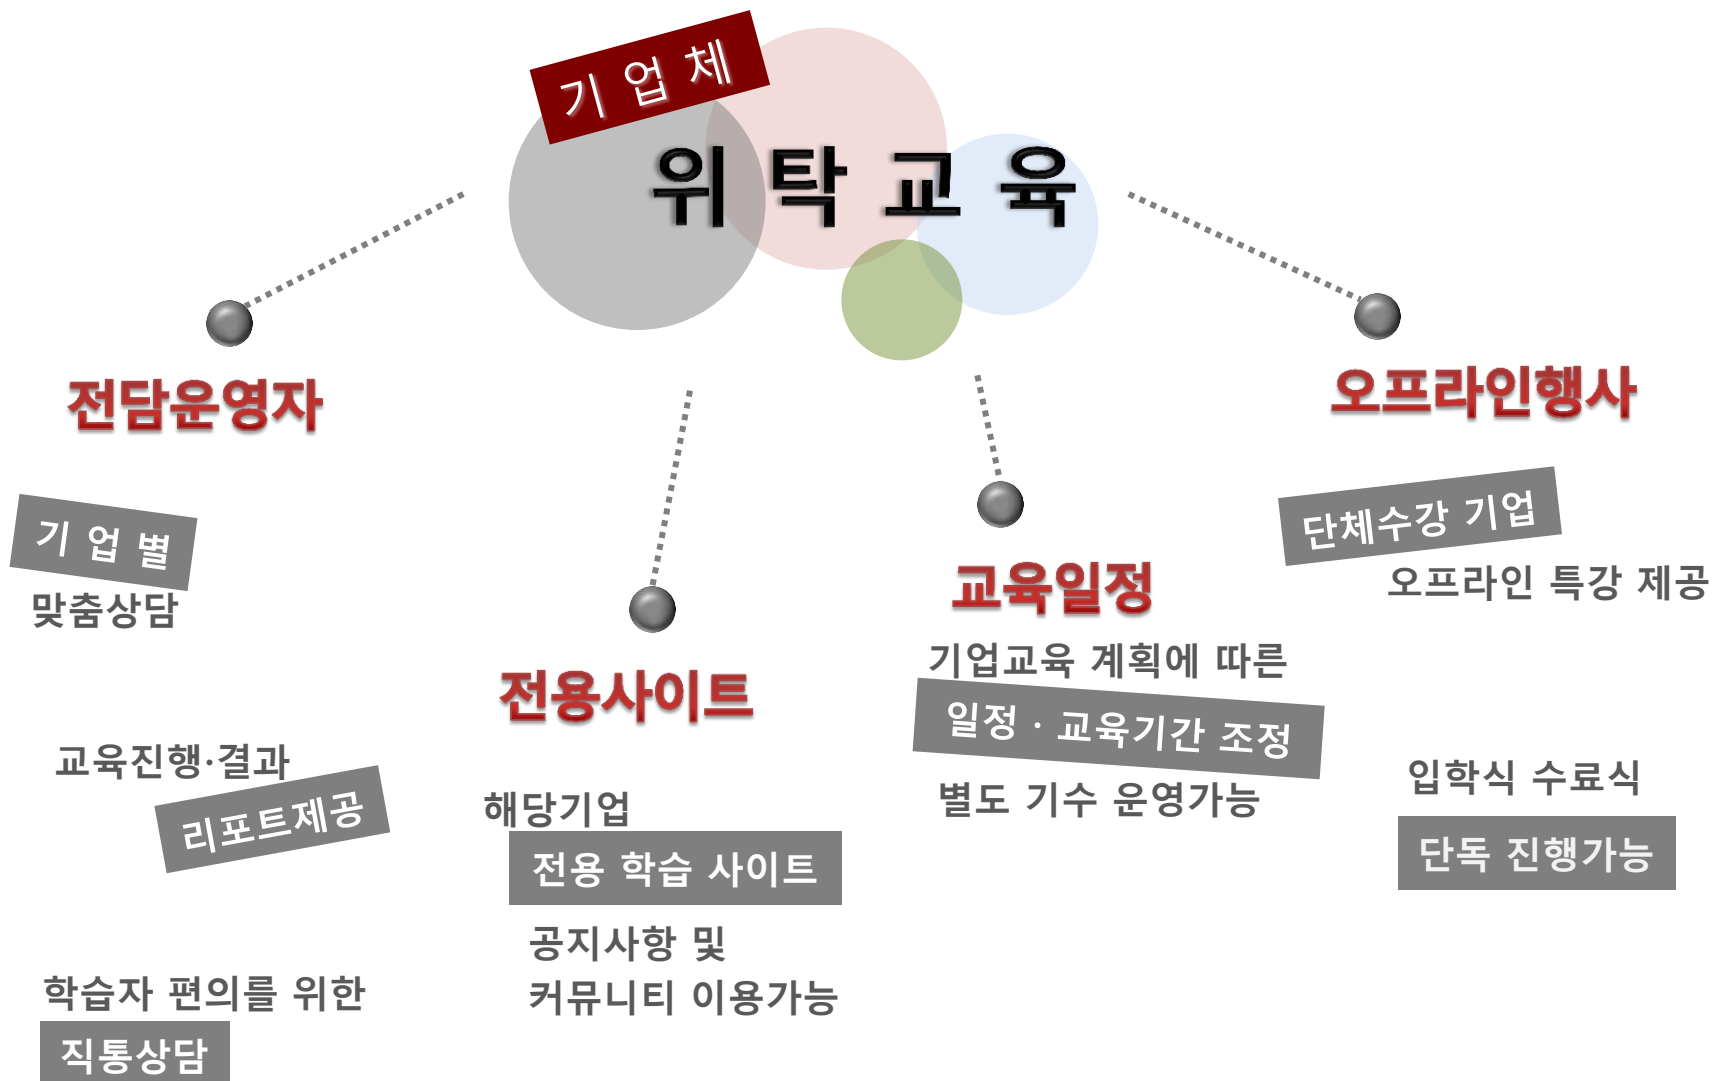 기 업 체
위 탁 교 육
전담운영자
기 업 별
맞춤상담
교육진행·결과
리포트제공
학습자 편의를 위한
직통상담
전용사이트
해당기업
전용 학습 사이트
공지사항 및
커뮤니티 이용가능
교육일정
기업교육 계획에 따른
일정 · 교육기간 조정
별도 기수 운영가능
오프라인행사
단체수강 기업
오프라인 특강 제공
입학식 수료식
단독 진행가능